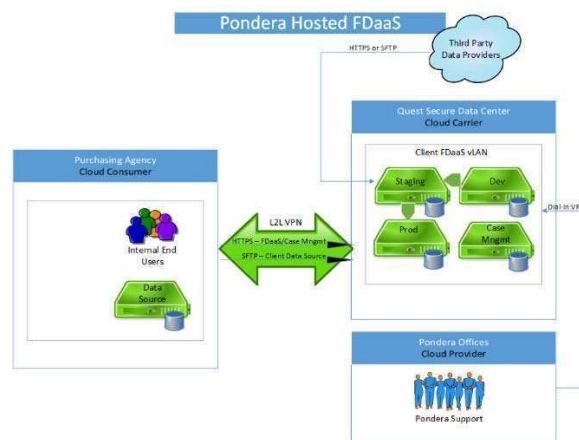 Pondera Hosted FDaaS
HTTPS or SFTP
Third Party
Data Providers
Quest Secure Data Center
Cloud Carrier
Client FDaaS vLAN
Staging
Dev
Prod
Case
Mngmt
Dial-in VP
Purchasing Agency
Cloud Consumer
Internal End
Users
Data
Source
L2L VPN
HTTPS – FDaaS/Case Mngmt
SFTP – Client Data Source
Pondera Offices
Cloud Provider
Pondera Support